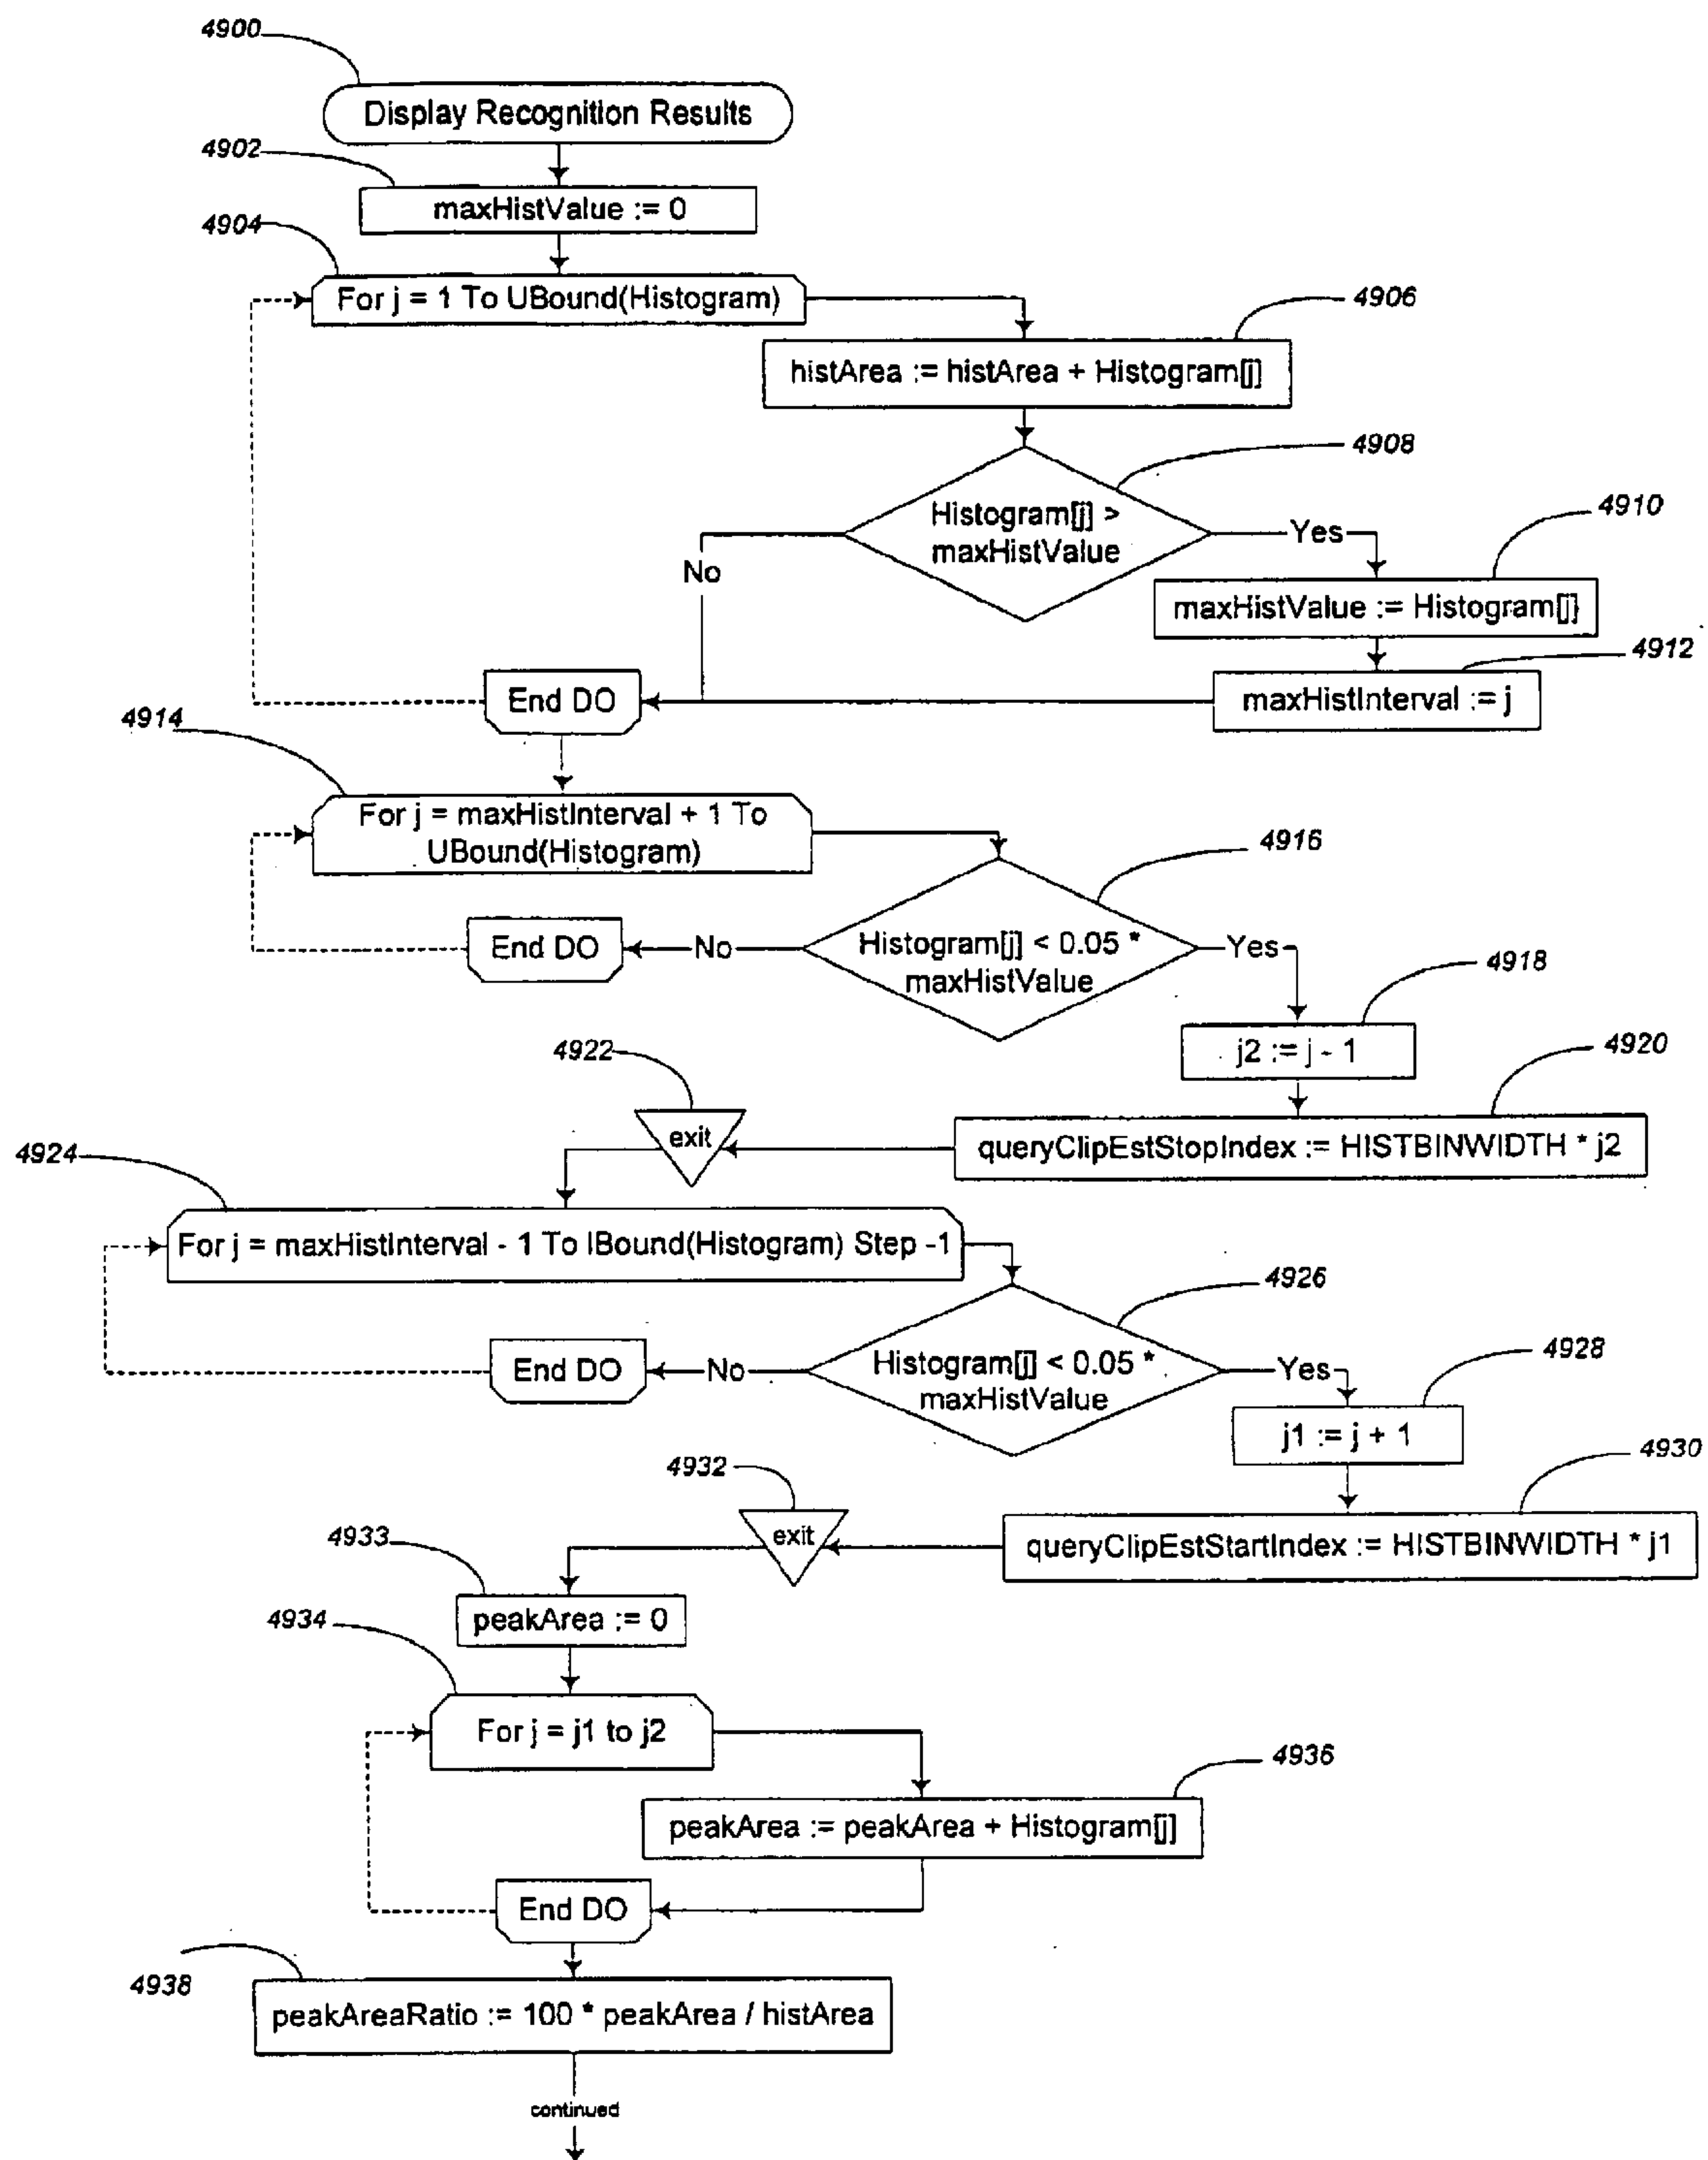 4900
Display Recognition Results
4902
maxHistValue := 0
4904
For j = 1 To UBound(Histogram)
4906
histArea := histArea + Histogram[j]
4908
Histogram[j] >
maxHistValue
Yes
No
4910
maxHistValue := Histogram[j]
4912
maxHistInterval := j
End DO
4914
For j = maxHistInterval + 1 To
UBound(Histogram)
4916
Histogram[j] < 0.05 *
maxHistValue
No
End DO
Yes
4918
j2 := j - 1
4920
queryClipEstStopIndex := HISTBINWIDTH * j2
4922
exit
4924
For j = maxHistInterval - 1 To lBound(Histogram) Step -1
4926
Histogram[j] < 0.05 *
maxHistValue
No
End DO
Yes
4928
j1 := j + 1
4930
queryClipEstStartIndex := HISTBINWIDTH * j1
4932
exit
4933
peakArea := 0
4934
For j = j1 to j2
4936
peakArea := peakArea + Histogram[j]
End DO
4938
peakAreaRatio := 100 * peakArea / histArea
continued